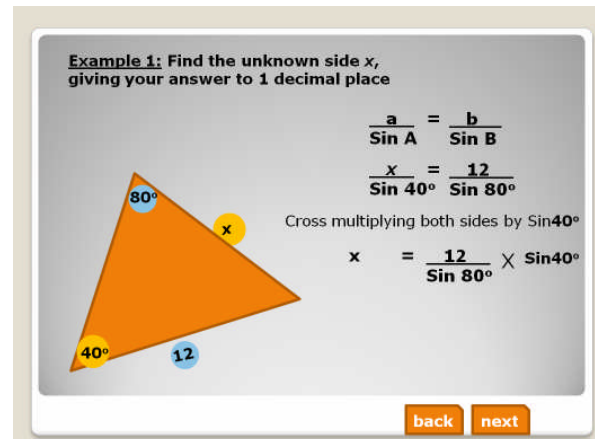 Example 1: Find the unknown side x,
giving your answer to 1 decimal place
a = b
Sin A Sin B
x = 12
Sin 40° Sin 80°
Cross multiplying both sides by Sin40°
x = 12 X Sin40°
Sin 80°
80°
x
40°
12
back next